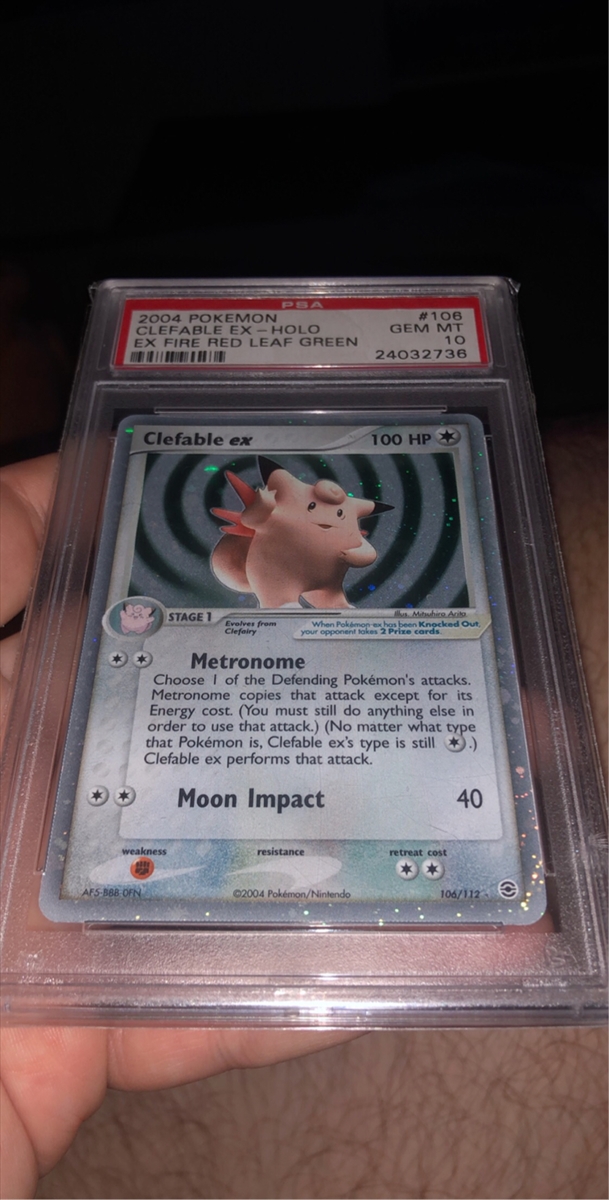 PSA
2004 POKEMON #106
CLEFABLE EX-HOLO GEM MT
EX FIRE RED LEAF GREEN 10
24032736
Clefable ex 100 HP
Illus. Mitsuhiro Arita
STAGE 1
Evolves from
Clefairy
When Pokémon-ex has been Knocked Out,
your opponent takes 2 Prize cards.
Metronome
Choose 1 of the Defending Pokémon's attacks.
Metronome copies that attack except for its
Energy cost. (You must still do anything else in
order to use that attack.) (No matter what type
that Pokémon is, Clefable ex's type is still .)
Clefable ex performs that attack.
Moon Impact 40
weakness resistance retreat cost
AFS-BBB-0FN ©2004 Pokémon/Nintendo 106/112